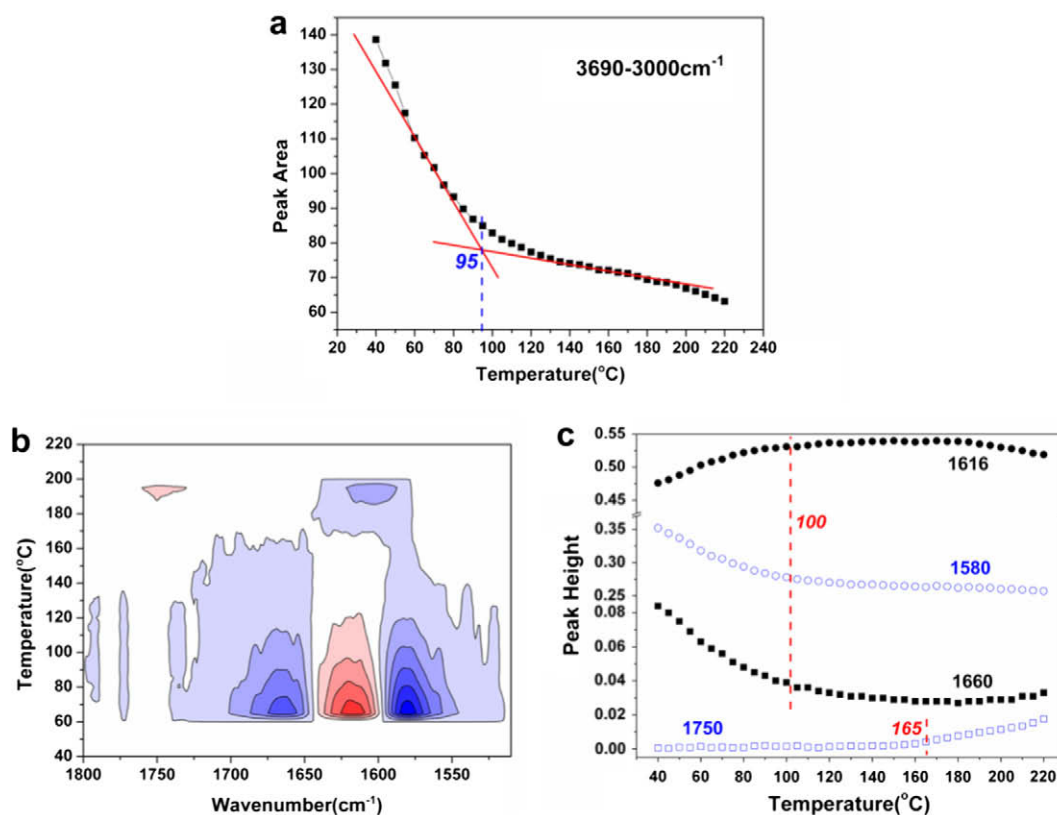 a
3690-3000cm⁻¹
140
130
120
110
100
90
80
70
60
Peak Area
95
20 40 60 80 100 120 140 160 180 200 220 240
Temperature(°C)
b
220
200
180
160
140
120
100
80
60
40
Temperature(°C)
1800 1750 1700 1650 1600 1550
Wavenumber(cm⁻¹)
c
0.55
0.50
0.45
0.35
0.30
0.25
0.08
0.06
0.04
0.02
0.00
Peak Height
1616
100
1580
1660
1750
165
40 60 80 100 120 140 160 180 200 220
Temperature(°C)